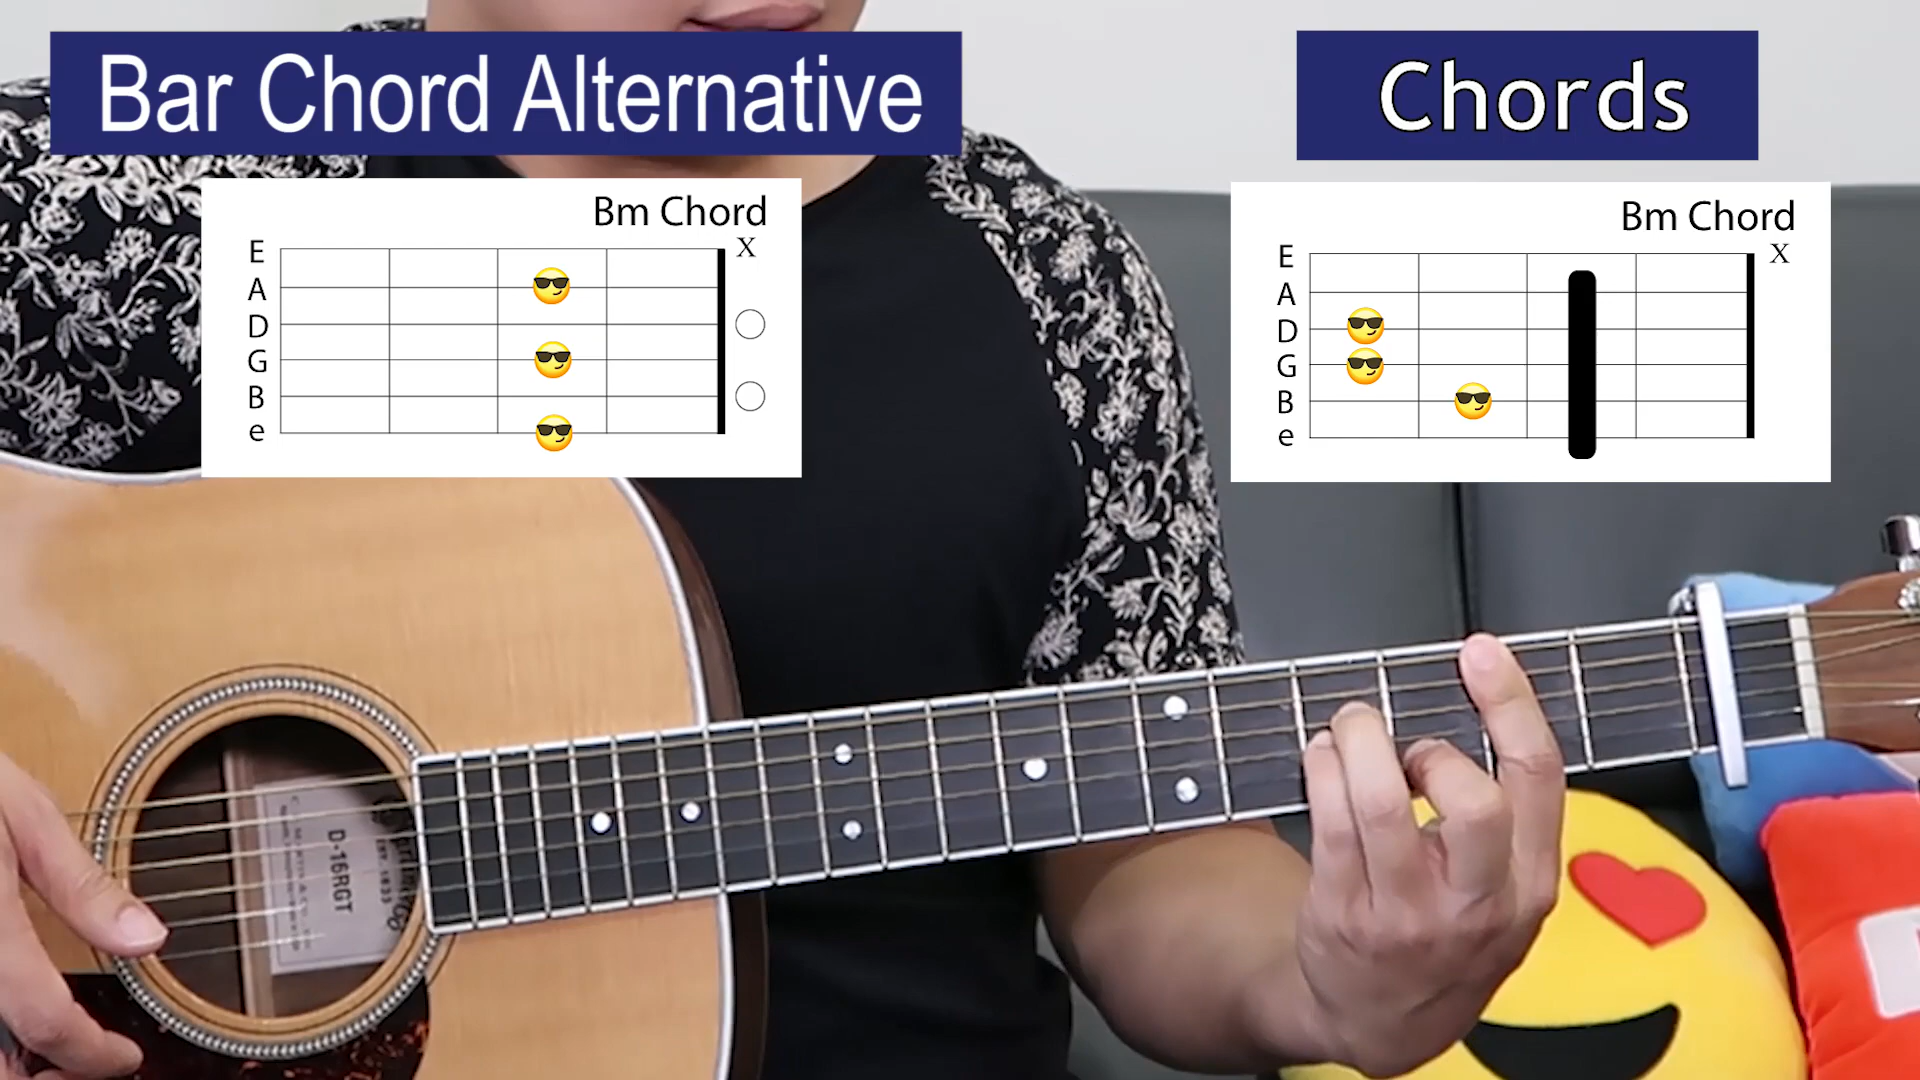 Bar Chord Alternative
Bm Chord
E X
A
D
G
B
e
Chords
Bm Chord
E X
A
D
G
B
e
D-16RGT